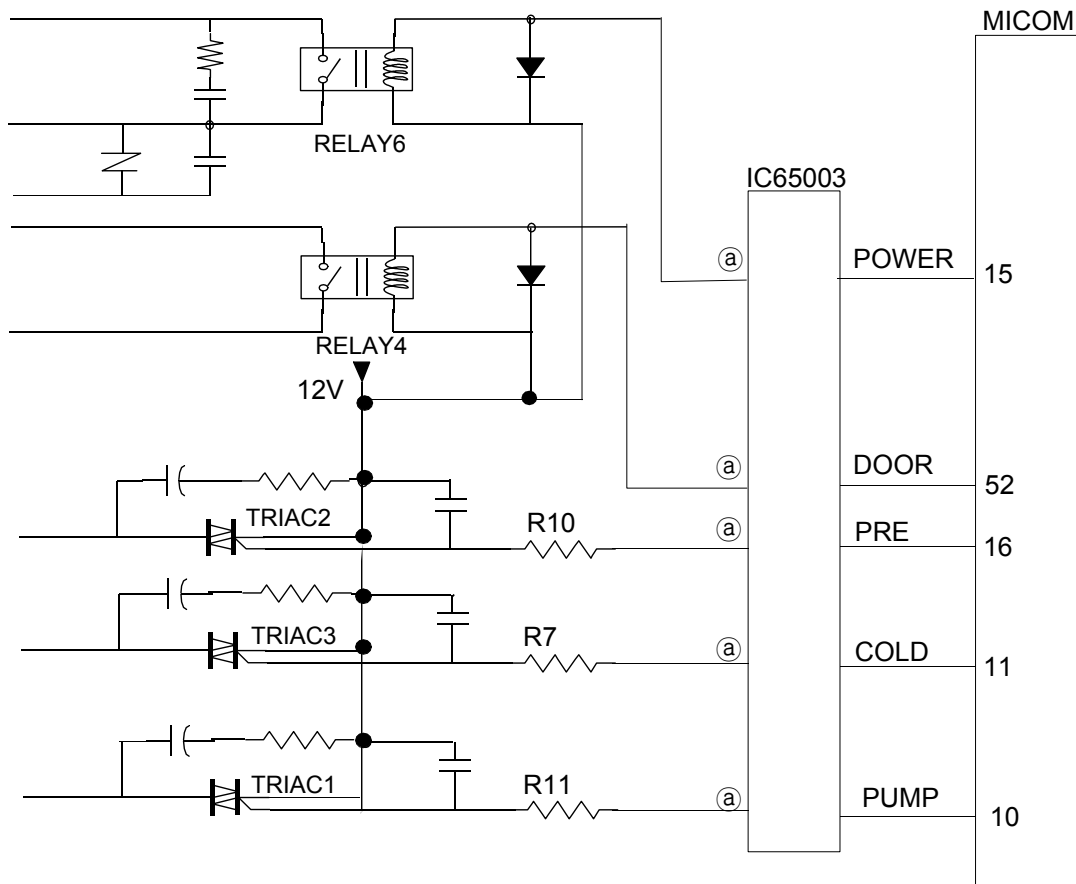 MICOM
RELAY6
IC65003
ⓐ POWER 15
RELAY4
12V
ⓐ DOOR 52
TRIAC2 R10 ⓐ PRE 16
TRIAC3 R7 ⓐ COLD 11
TRIAC1 R11 ⓐ PUMP 10